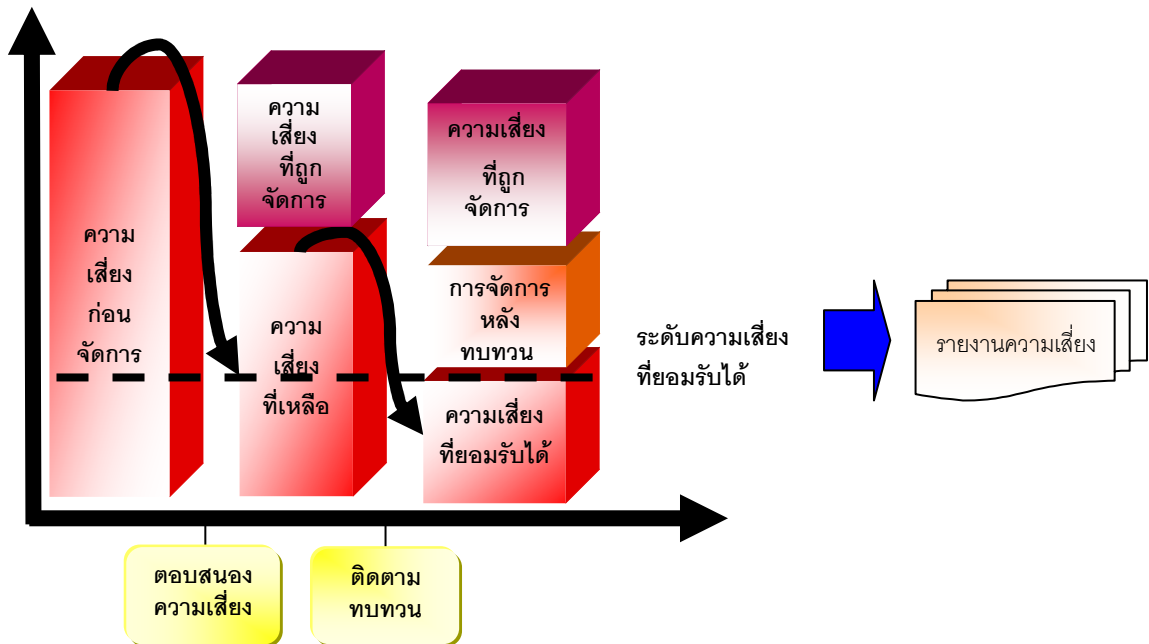 ความ
เสี่ยง
ก่อน
จัดการ
ความ
เสี่ยง
ที่ถูก
จัดการ
ความ
เสี่ยง
ที่เหลือ
ความเสี่ยง
ที่ถูก
จัดการ
การจัดการ
หลัง
ทบทวน
ความเสี่ยง
ที่ยอมรับได้
ระดับความเสี่ยง
ที่ยอมรับได้
รายงานความเสี่ยง
ตอบสนอง
ความเสี่ยง
ติดตาม
ทบทวน